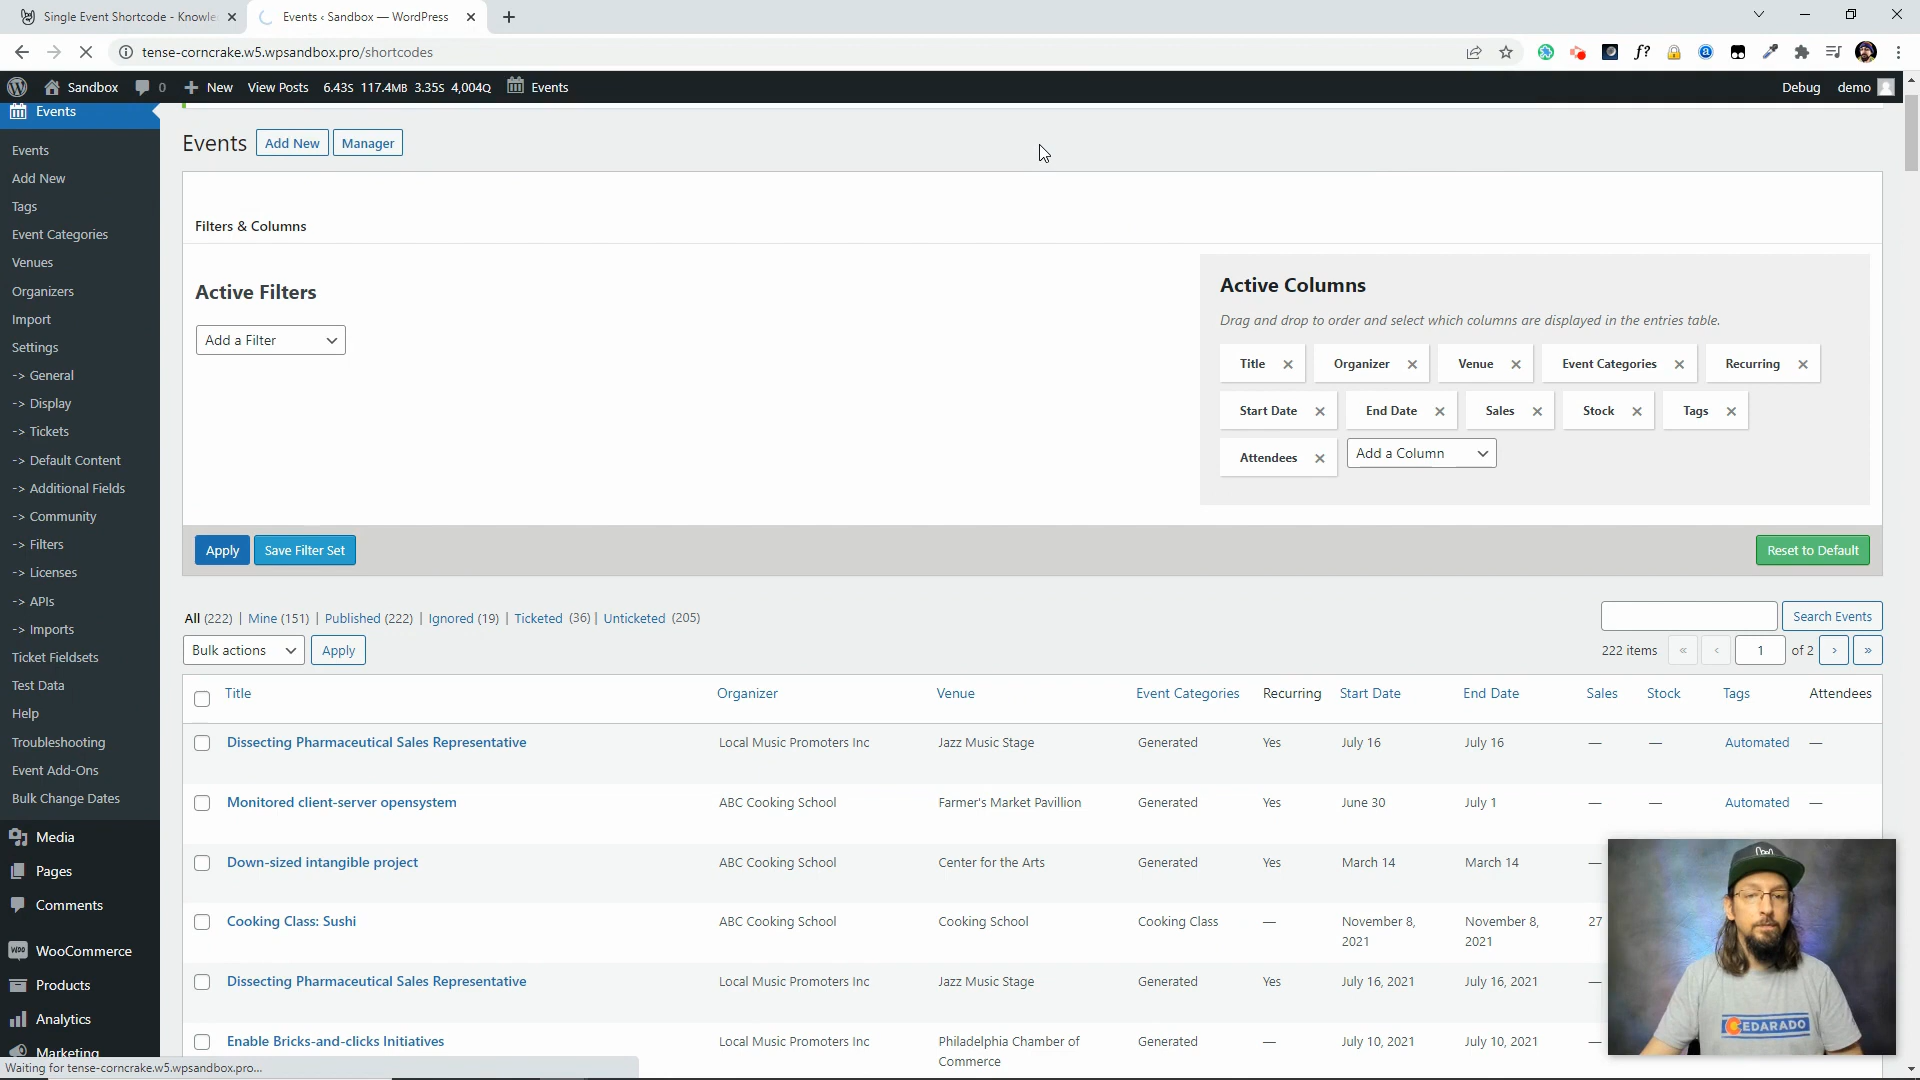 Single Event Shortcode - Knowle
Events ‹ Sandbox — WordPress
tense-corncrake.w5.wpsandbox.pro/shortcodes
f?
Sandbox
0
New
View Posts
6.43S 117.4MB 3.35S 4,004Q
Events
Debug
demo
Events
Events
Add New
Tags
Event Categories
Venues
Organizers
Import
Settings
-> General
-> Display
-> Tickets
-> Default Content
-> Additional Fields
-> Community
-> Filters
-> Licenses
-> APIs
-> Imports
Ticket Fieldsets
Test Data
Help
Troubleshooting
Event Add-Ons
Bulk Change Dates
Media
Pages
Comments
WooCommerce
Products
Analytics
Marketing
Events
Add New
Manager
Filters & Columns
Active Filters
Add a Filter
Active Columns
Drag and drop to order and select which columns are displayed in the entries table.
Title × Organizer × Venue × Event Categories × Recurring ×
Start Date × End Date × Sales × Stock × Tags ×
Attendees × Add a Column
Apply
Save Filter Set
Reset to Default
All (222) | Mine (151) | Published (222) | Ignored (19) | Ticketed (36) | Unticketed (205)
Search Events
Bulk actions
Apply
222 items « ‹ 1 of 2 › »
Title Organizer Venue Event Categories Recurring Start Date End Date Sales Stock Tags Attendees
Dissecting Pharmaceutical Sales Representative Local Music Promoters Inc Jazz Music Stage Generated Yes July 16 July 16 — — Automated —
Monitored client-server opensystem ABC Cooking School Farmer's Market Pavillion Generated Yes June 30 July 1 — — Automated —
Down-sized intangible project ABC Cooking School Center for the Arts Generated Yes March 14 March 14 —
Cooking Class: Sushi ABC Cooking School Cooking School Cooking Class — November 8, 2021 November 8, 2021 27
Dissecting Pharmaceutical Sales Representative Local Music Promoters Inc Jazz Music Stage Generated Yes July 16, 2021 July 16, 2021 —
Enable Bricks-and-clicks Initiatives Local Music Promoters Inc Philadelphia Chamber of Commerce Generated — July 10, 2021 July 10, 2021 —
EDARADO
Waiting for tense-corncrake.w5.wpsandbox.pro...